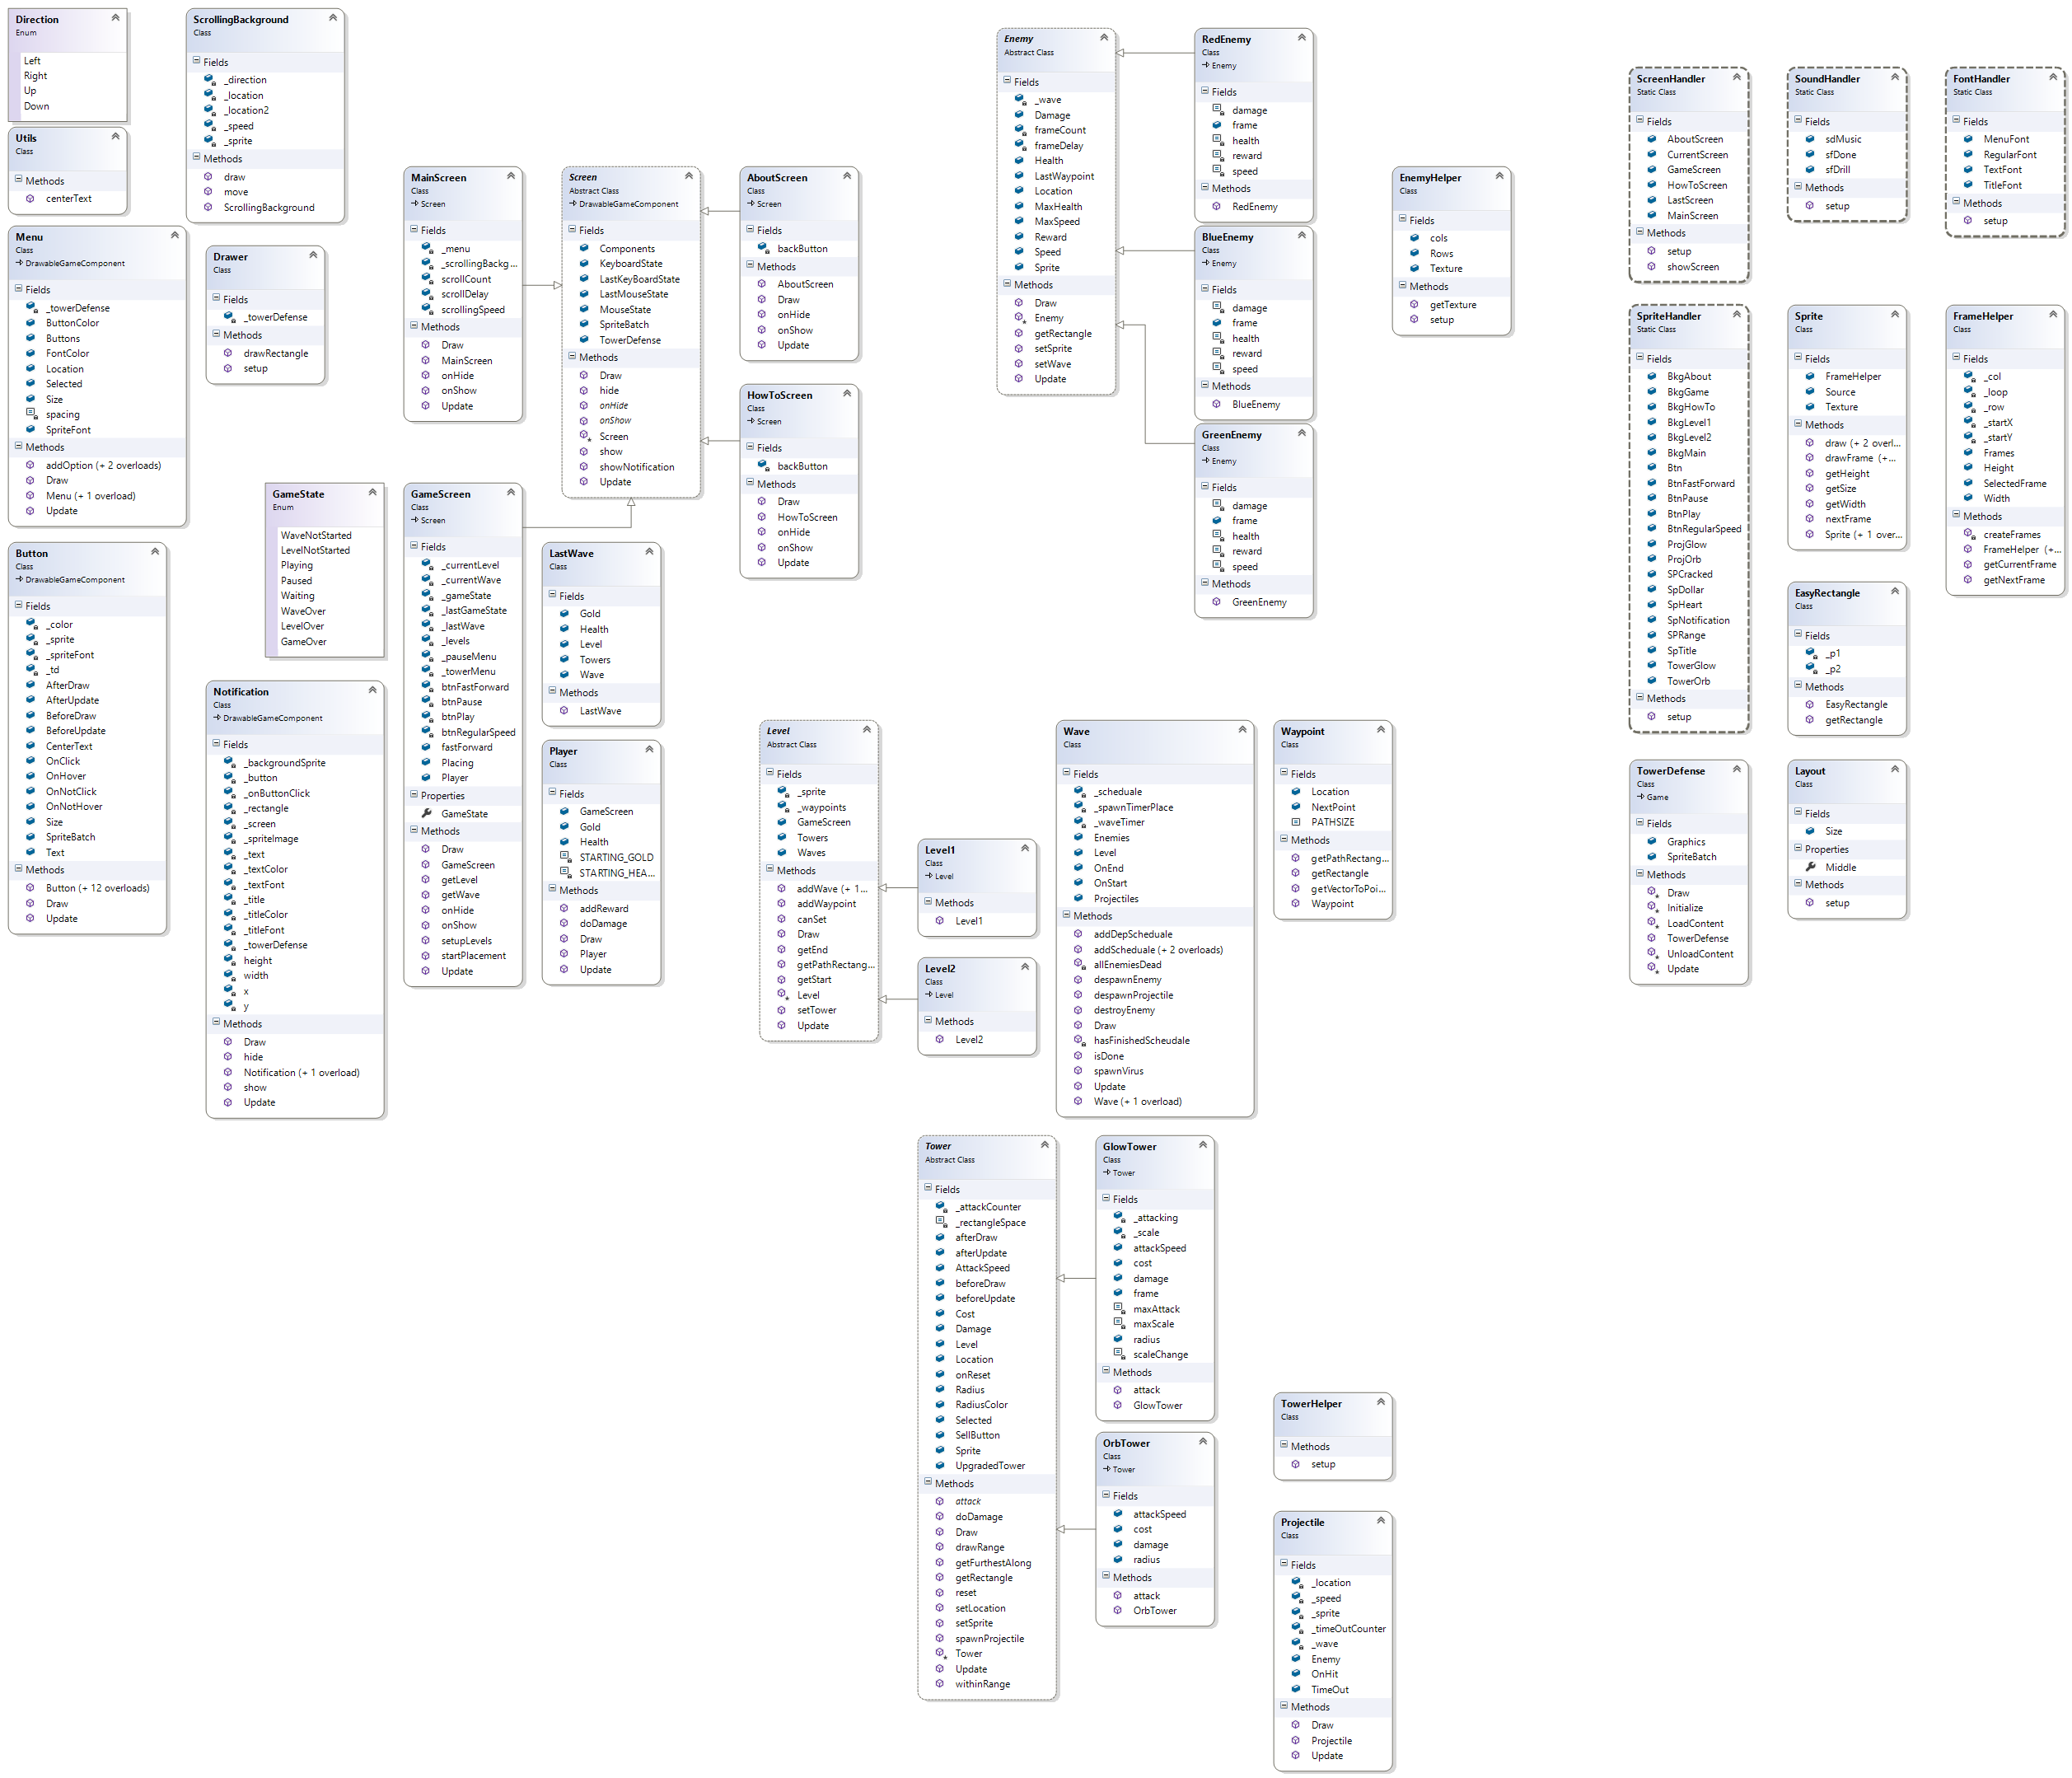 Direction
Enum
Left
Right
Up
Down
Utils
Class
Methods
centerText
Menu
Class
DrawableGameComponent
Fields
_towerDefense
ButtonColor
Buttons
FontColor
Location
Selected
Size
spacing
SpriteFont
Methods
addOption (+ 2 overloads)
Draw
Menu (+ 1 overload)
Update
Button
Class
DrawableGameComponent
Fields
_color
_sprite
_spriteFont
_td
AfterDraw
AfterUpdate
BeforeDraw
BeforeUpdate
CenterText
OnClick
OnHover
OnNotClick
OnNotHover
Size
SpriteBatch
Text
Methods
Button (+ 12 overloads)
Draw
Update
ScrollingBackground
Class
Fields
_direction
_location
_location2
_speed
_sprite
Methods
draw
move
ScrollingBackground
Drawer
Class
Fields
_towerDefense
Methods
drawRectangle
setup
GameState
Enum
WaveNotStarted
LevelNotStarted
Playing
Paused
Waiting
WaveOver
LevelOver
GameOver
Notification
Class
DrawableGameComponent
Fields
_backgroundSprite
_button
_onButtonClick
_rectangle
_screen
_spriteImage
_text
_textColor
_textFont
_title
_titleColor
_titleFont
_towerDefense
height
width
x
y
Methods
Draw
hide
Notification (+ 1 overload)
show
Update
MainScreen
Class
Screen
Fields
_menu
_scrollingBackg...
scrollCount
scrollDelay
scrollingSpeed
Methods
Draw
MainScreen
onHide
onShow
Update
Screen
Abstract Class
DrawableGameComponent
Fields
Components
KeyboardState
LastKeyBoardState
LastMouseState
MouseState
SpriteBatch
TowerDefense
Methods
Draw
hide
onHide
onShow
Screen
show
showNotification
Update
AboutScreen
Class
Screen
Fields
backButton
Methods
AboutScreen
Draw
onHide
onShow
Update
HowToScreen
Class
Screen
Fields
backButton
Methods
Draw
HowToScreen
onHide
onShow
Update
GameScreen
Class
Screen
Fields
_currentLevel
_currentWave
_gameState
_lastGameState
_lastWave
_levels
_pauseMenu
_towerMenu
btnFastForward
btnPause
btnPlay
btnRegularSpeed
fastForward
Placing
Player
Properties
GameState
Methods
Draw
GameScreen
getLevel
getWave
onHide
onShow
setupLevels
startPlacement
Update
LastWave
Class
Fields
Gold
Health
Level
Towers
Wave
Methods
LastWave
Player
Class
Fields
GameScreen
Gold
Health
STARTING_GOLD
STARTING_HEA...
Methods
addReward
doDamage
Draw
Player
Update
Level
Abstract Class
Fields
_sprite
_waypoints
GameScreen
Towers
Waves
Methods
addWave (+ 1...
addWaypoint
canSet
Draw
getEnd
getPathRectang...
getStart
Level
setTower
Update
Level1
Class
Level
Methods
Level1
Level2
Class
Level
Methods
Level2
Enemy
Abstract Class
Fields
_wave
Damage
frameCount
frameDelay
Health
LastWaypoint
Location
MaxHealth
MaxSpeed
Reward
Speed
Sprite
Methods
Draw
Enemy
getRectangle
setSprite
setWave
Update
RedEnemy
Class
Enemy
Fields
damage
frame
health
reward
speed
Methods
RedEnemy
BlueEnemy
Class
Enemy
Fields
damage
frame
health
reward
speed
Methods
BlueEnemy
GreenEnemy
Class
Enemy
Fields
damage
frame
health
reward
speed
Methods
GreenEnemy
EnemyHelper
Class
Fields
cols
Rows
Texture
Methods
getTexture
setup
Wave
Class
Fields
_scheduale
_spawnTimerPlace
_waveTimer
Enemies
Level
OnEnd
OnStart
Projectiles
Methods
addDepScheduale
addScheduale (+ 2 overloads)
allEnemiesDead
despawnEnemy
despawnProjectile
destroyEnemy
Draw
hasFinishedScheudale
isDone
spawnVirus
Update
Wave (+ 1 overload)
Waypoint
Class
Fields
Location
NextPoint
PATHSIZE
Methods
getPathRectang...
getRectangle
getVectorToPoi...
Waypoint
Tower
Abstract Class
Fields
_attackCounter
_rectangleSpace
afterDraw
afterUpdate
AttackSpeed
beforeDraw
beforeUpdate
Cost
Damage
Level
Location
onReset
Radius
RadiusColor
Selected
SellButton
Sprite
UpgradedTower
Methods
attack
doDamage
Draw
drawRange
getFurthestAlong
getRectangle
reset
setLocation
setSprite
spawnProjectile
Tower
Update
withinRange
GlowTower
Class
Tower
Fields
_attacking
_scale
attackSpeed
cost
damage
frame
maxAttack
maxScale
radius
scaleChange
Methods
attack
GlowTower
OrbTower
Class
Tower
Fields
attackSpeed
cost
damage
radius
Methods
attack
OrbTower
TowerHelper
Class
Methods
setup
Projectile
Class
Fields
_location
_speed
_sprite
_timeOutCounter
_wave
Enemy
OnHit
TimeOut
Methods
Draw
Projectile
Update
ScreenHandler
Static Class
Fields
AboutScreen
CurrentScreen
GameScreen
HowToScreen
LastScreen
MainScreen
Methods
setup
showScreen
SoundHandler
Static Class
Fields
sdMusic
sfDone
sfDrill
Methods
setup
FontHandler
Static Class
Fields
MenuFont
RegularFont
TextFont
TitleFont
Methods
setup
SpriteHandler
Static Class
Fields
BkgAbout
BkgGame
BkgHowTo
BkgLevel1
BkgLevel2
BkgMain
Btn
BtnFastForward
BtnPause
BtnPlay
BtnRegularSpeed
ProjGlow
ProjOrb
SPCracked
SpDollar
SpHeart
SpNotification
SPRange
SpTitle
TowerGlow
TowerOrb
Methods
setup
Sprite
Class
Fields
FrameHelper
Source
Texture
Methods
draw (+ 2 overl...
drawFrame (+...
getHeight
getSize
getWidth
nextFrame
Sprite (+ 1 over...
FrameHelper
Class
Fields
_col
_loop
_row
_startX
_startY
Frames
Height
SelectedFrame
Width
Methods
createFrames
FrameHelper (+...
getCurrentFrame
getNextFrame
EasyRectangle
Class
Fields
_p1
_p2
Methods
EasyRectangle
getRectangle
TowerDefense
Class
Game
Fields
Graphics
SpriteBatch
Methods
Draw
Initialize
LoadContent
TowerDefense
UnloadContent
Update
Layout
Class
Fields
Size
Properties
Middle
Methods
setup